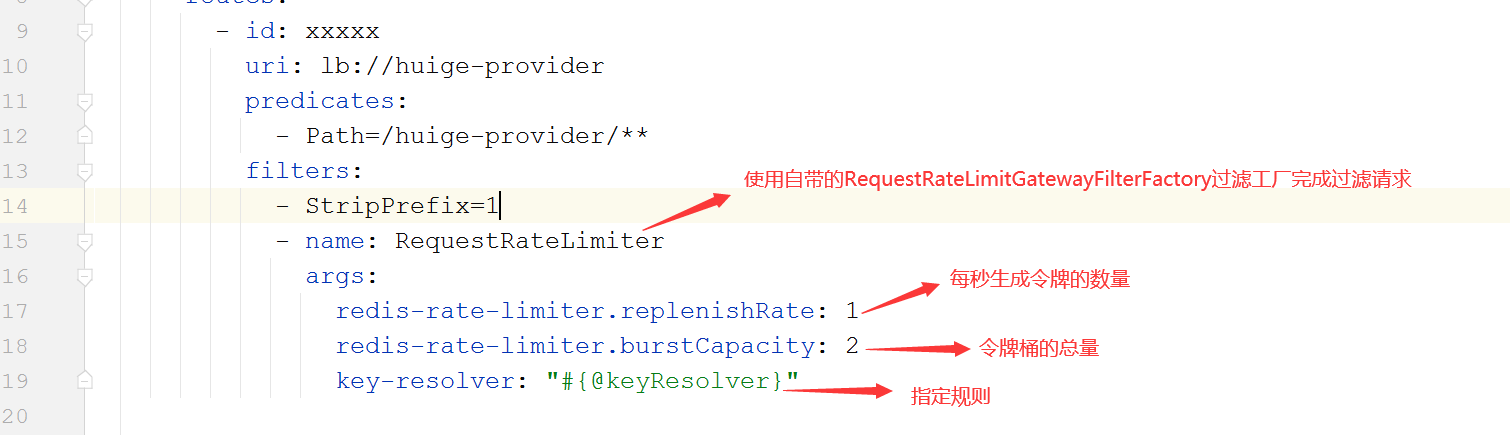 9 - id: xxxxx
10 uri: lb://huige-provider
11 predicates:
12 - Path=/huige-provider/**
13 filters:
使用自带的RequestRateLimitGatewayFilterFactory过滤工厂完成过滤请求
14 - StripPrefix=1
15 - name: RequestRateLimiter
16 args:
每秒生成令牌的数量
17 redis-rate-limiter.replenishRate: 1
18 redis-rate-limiter.burstCapacity: 2
令牌桶的总量
19 key-resolver: "#{@keyResolver}"
指定规则
20